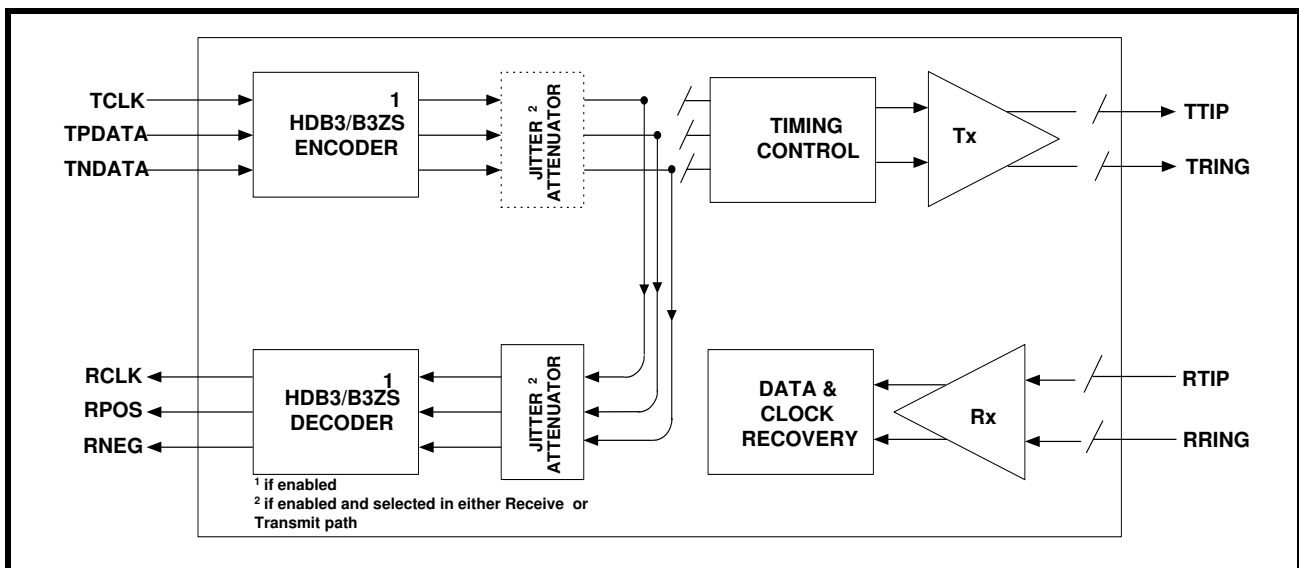 TCLK
TPDATA
TNDATA
1
HDB3/B3ZS
ENCODER
JITTER 2
ATTENUATOR
TIMING
CONTROL
Tx
TTIP
TRING
RCLK
RPOS
RNEG
1
HDB3/B3ZS
DECODER
JITTER 2
ATTENUATOR
DATA &
CLOCK
RECOVERY
Rx
RTIP
RRING
1 if enabled
2 if enabled and selected in either Receive or
Transmit path